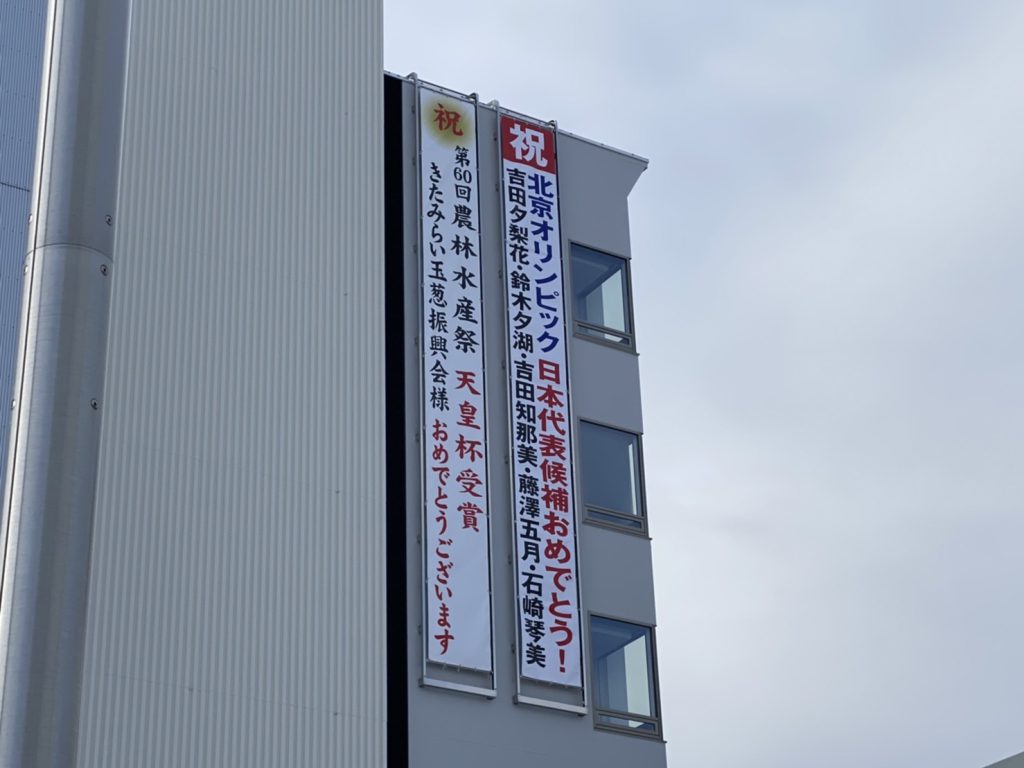 祝
北京オリンピック 日本代表候補おめでとう！
吉田夕梨花・鈴木夕湖・吉田知那美・藤澤五月・石崎琴美
祝
第60回農林水産祭 天皇杯受賞
きたみらい玉葱振興会様 おめでとうございます